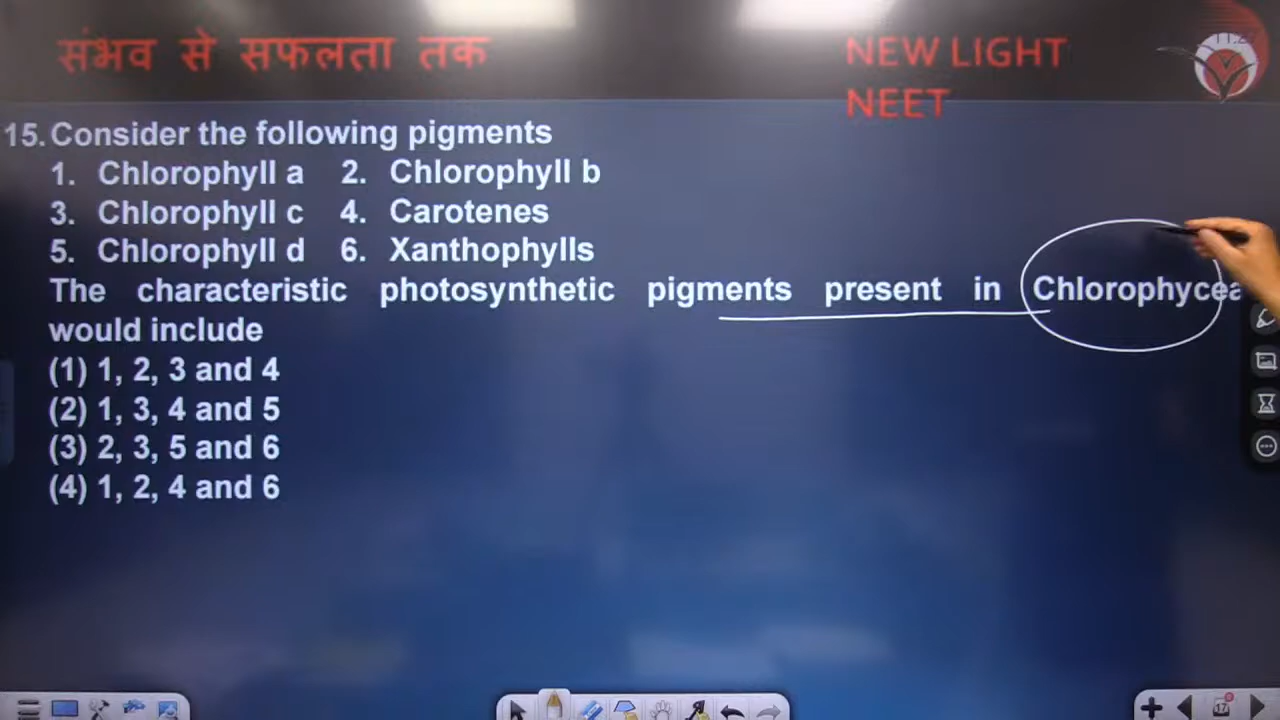 संभव से सफलता तक
NEW LIGHT
NEET
15. Consider the following pigments
1. Chlorophyll a 2. Chlorophyll b
3. Chlorophyll c 4. Carotenes
5. Chlorophyll d 6. Xanthophylls
The characteristic photosynthetic pigments present in Chlorophycea
would include
(1) 1, 2, 3 and 4
(2) 1, 3, 4 and 5
(3) 2, 3, 5 and 6
(4) 1, 2, 4 and 6
17